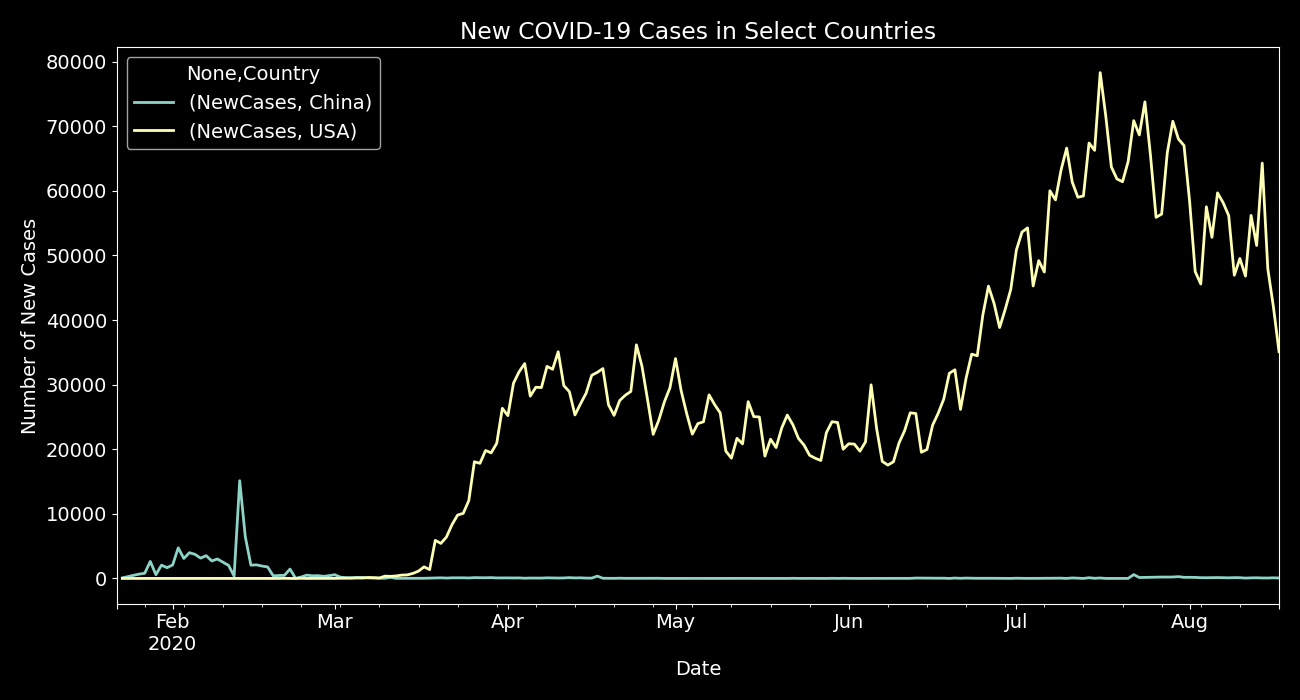 New COVID-19 Cases in Select Countries
None,Country
(NewCases, China)
(NewCases, USA)
80000
70000
60000
50000
40000
30000
20000
10000
0
Number of New Cases
Feb
2020
Mar
Apr
May
Jun
Jul
Aug
Date